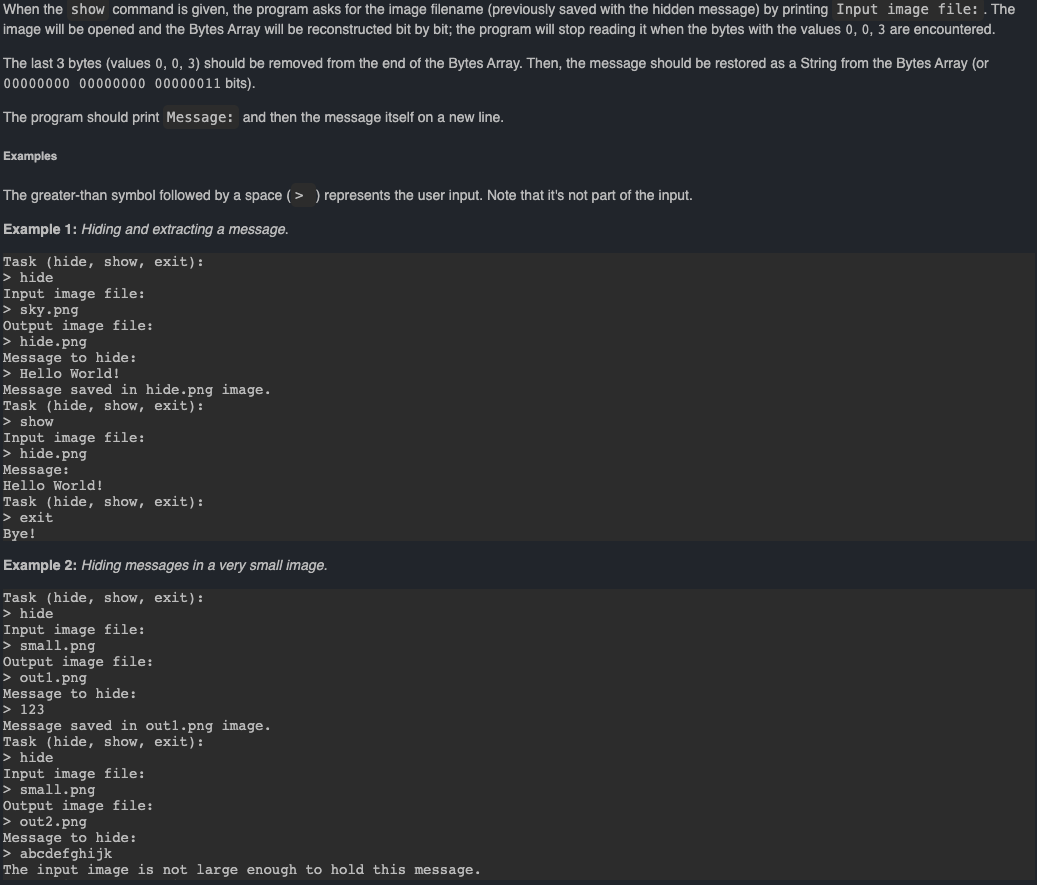 When the show command is given, the program asks for the image filename (previously saved with the hidden message) by printing Input image file: . The
image will be opened and the Bytes Array will be reconstructed bit by bit; the program will stop reading it when the bytes with the values 0, 0, 3 are encountered.
The last 3 bytes (values 0, 0, 3) should be removed from the end of the Bytes Array. Then, the message should be restored as a String from the Bytes Array (or
00000000 00000000 00000011 bits).
The program should print Message: and then the message itself on a new line.
Examples
The greater-than symbol followed by a space ( > ) represents the user input. Note that it's not part of the input.
Example 1: Hiding and extracting a message.
Task (hide, show, exit):
> hide
Input image file:
> sky.png
Output image file:
> hide.png
Message to hide:
> Hello World!
Message saved in hide.png image.
Task (hide, show, exit):
> show
Input image file:
> hide.png
Message:
Hello World!
Task (hide, show, exit):
> exit
Bye!
Example 2: Hiding messages in a very small image.
Task (hide, show, exit):
> hide
Input image file:
> small.png
Output image file:
> out1.png
Message to hide:
> 123
Message saved in out1.png image.
Task (hide, show, exit):
> hide
Input image file:
> small.png
Output image file:
> out2.png
Message to hide:
> abcdefghijk
The input image is not large enough to hold this message.